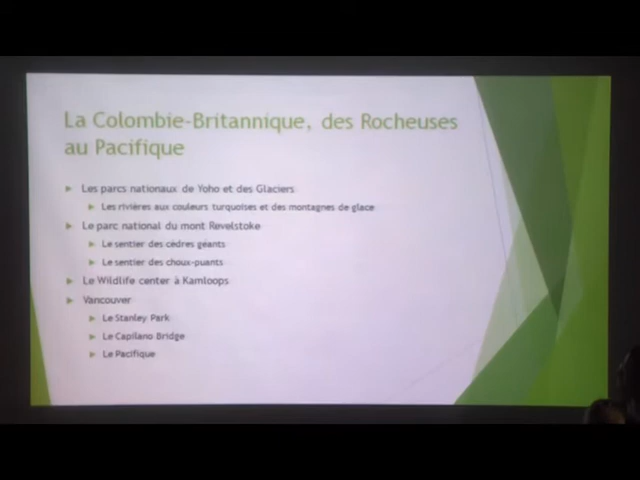 La Colombie-Britannique, des Rocheuses
au Pacifique
Les parcs nationaux de Yoho et des Glaciers
Les rivières aux couleurs turquoises et des montagnes de glace
Le parc national du mont Revelstoke
Le sentier des cèdres géants
Le sentier des choux-puants
Le Wildlife center à Kamloops
Vancouver
Le Stanley Park
Le Capilano Bridge
Le Pacifique